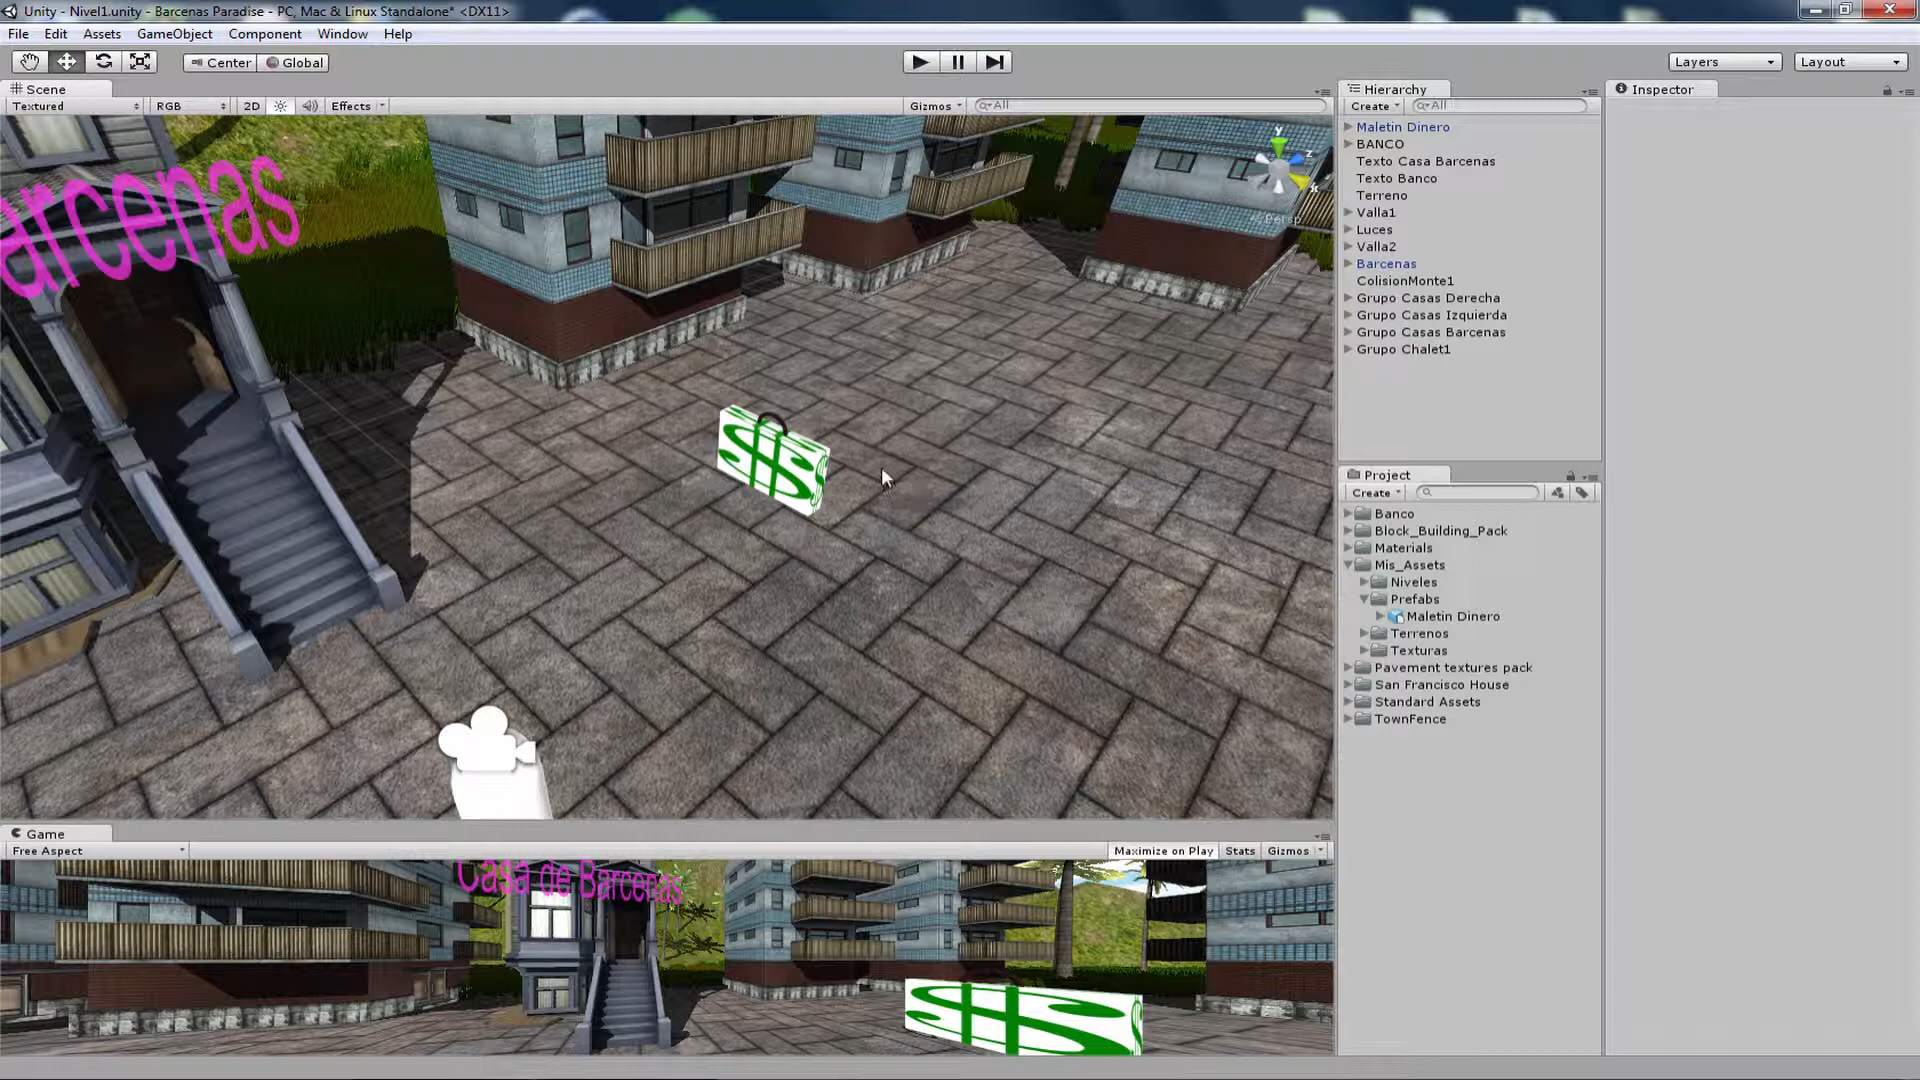 Unity - Nivel1.unity - Barcenas Paradise - PC, Mac & Linux Standalone* <DX11>
File Edit Assets GameObject Component Window Help
Center Global Layers Layout
Scene
Textured RGB 2D Effects Gizmos All
arcenas
y
z
x
Persp
Game
Free Aspect Maximize on Play Stats Gizmos
Casa de Barcenas
Hierarchy
Create All
Maletin Dinero
BANCO
Texto Casa Barcenas
Texto Banco
Terreno
Valla1
Luces
Valla2
Barcenas
ColisionMonte1
Grupo Casas Derecha
Grupo Casas Izquierda
Grupo Casas Barcenas
Grupo Chalet1
Project
Create
Banco
Block_Building_Pack
Materials
Mis_Assets
Niveles
Prefabs
Maletin Dinero
Terrenos
Texturas
Pavement textures pack
San Francisco House
Standard Assets
TownFence
Inspector